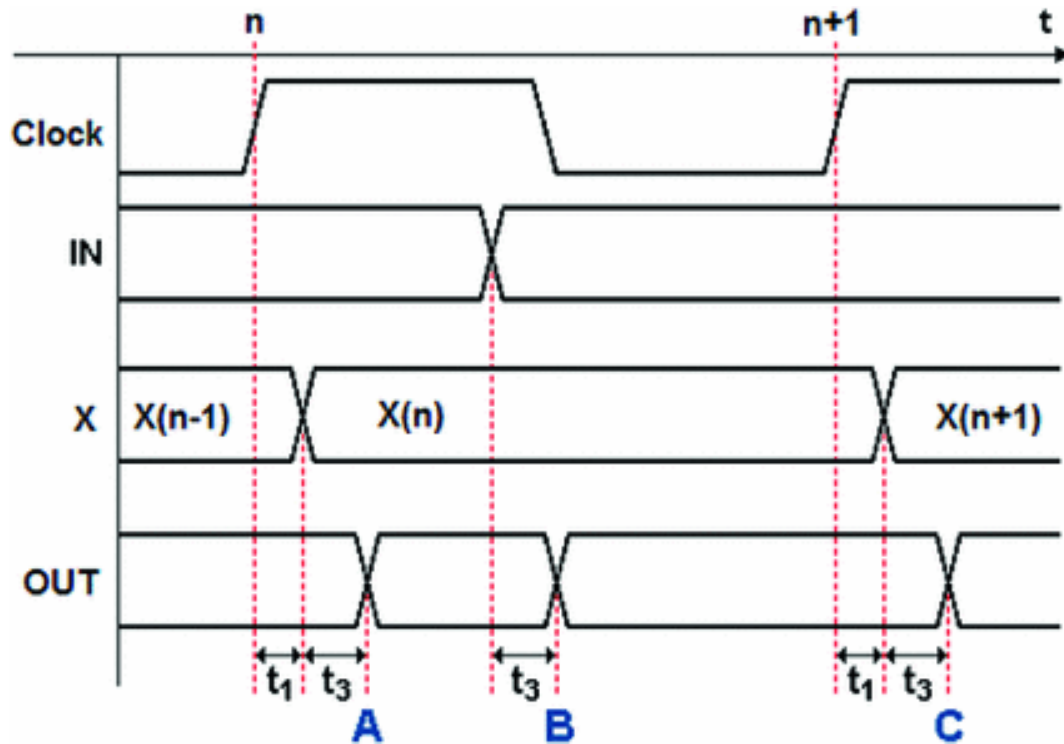 n n+1 t
Clock
IN
X X(n-1) X(n) X(n+1)
OUT
t1 t3 t3 t1 t3
A B C